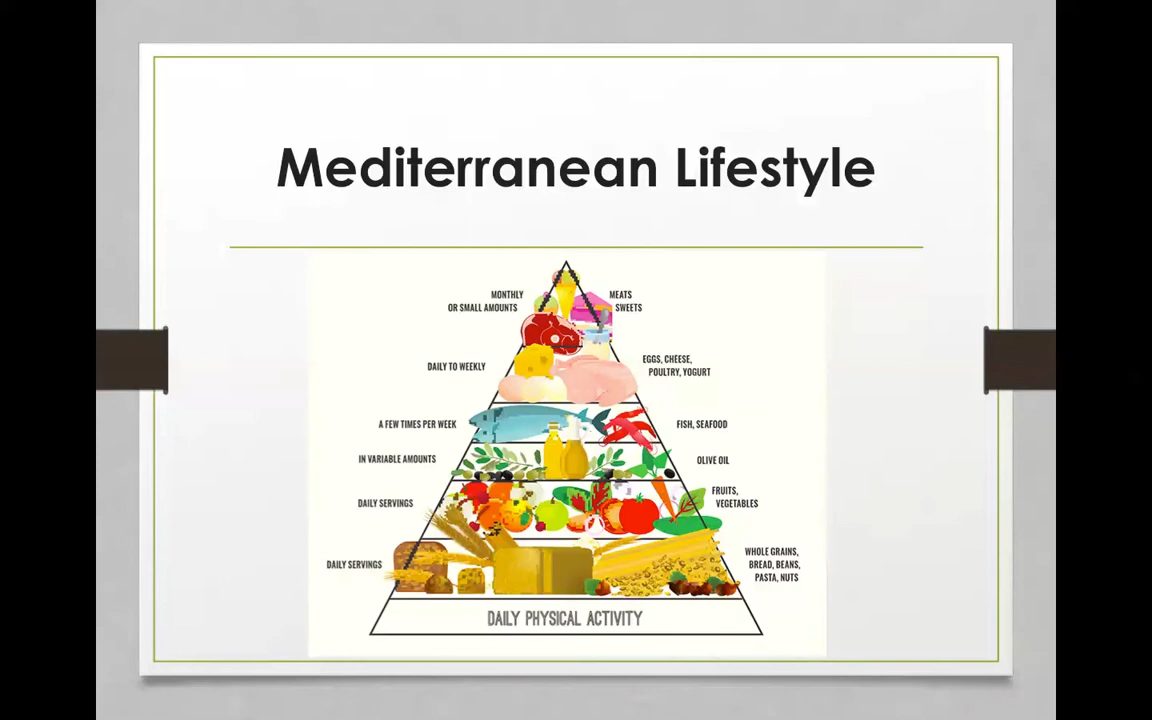 Mediterranean Lifestyle
MONTHLY
OR SMALL AMOUNTS
MEATS
SWEETS
DAILY TO WEEKLY
EGGS, CHEESE,
POULTRY, YOGURT
A FEW TIMES PER WEEK
FISH, SEAFOOD
IN VARIABLE AMOUNTS
OLIVE OIL
DAILY SERVINGS
FRUITS,
VEGETABLES
DAILY SERVINGS
WHOLE GRAINS,
BREAD, BEANS,
PASTA, NUTS
DAILY PHYSICAL ACTIVITY